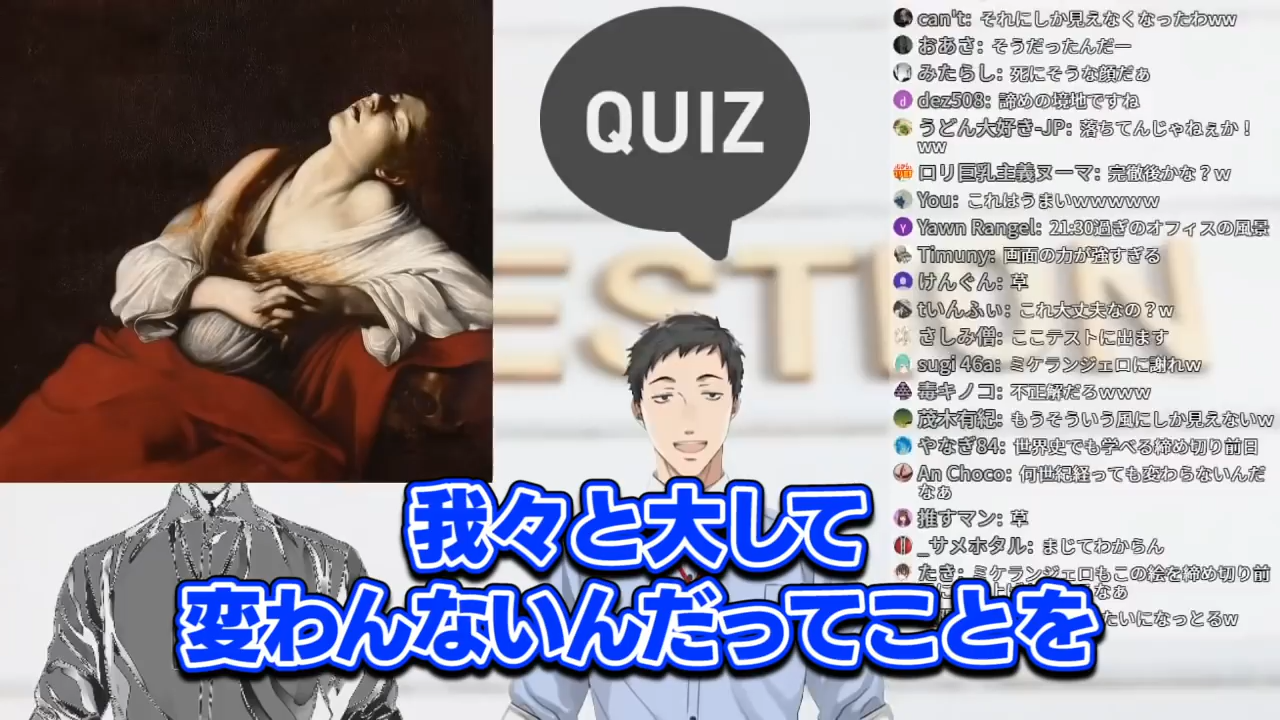 QUIZ
can't: それにしか見えなくなったわww
おあさ: そうだったんだー
みたらし: 死にそうな顔だぁ
dez508: 諦めの境地ですね
うどん大好き-JP: 落ちてんじゃねぇか！
ww
ロリ巨乳主義ヌーマ: 完徹後かな？ｗ
You: これはうまいwwwww
Yawn Rangel: 21:30過ぎのオフィスの風景
Timuny: 画面の力が強すぎる
けんぐん: 草
tいんふぃ: これ大丈夫なの？w
さしみ僧: ここテストに出ます
sugi 46a: ミケランジェロに謝れw
毒キノコ: 不正解だろwww
茂木有紀: もうそういう風にしか見えないw
やなぎ84: 世界史でも学べる締め切り前日
An Choco: 何世紀経っても変わらないんだ
なぁ
推すマン: 草
_サメホタル: まじてわからん
たき: ミケランジェロもこの絵を締め切り前
なぁ
たいになっとるw
我々と大して
変わんないんだってことを